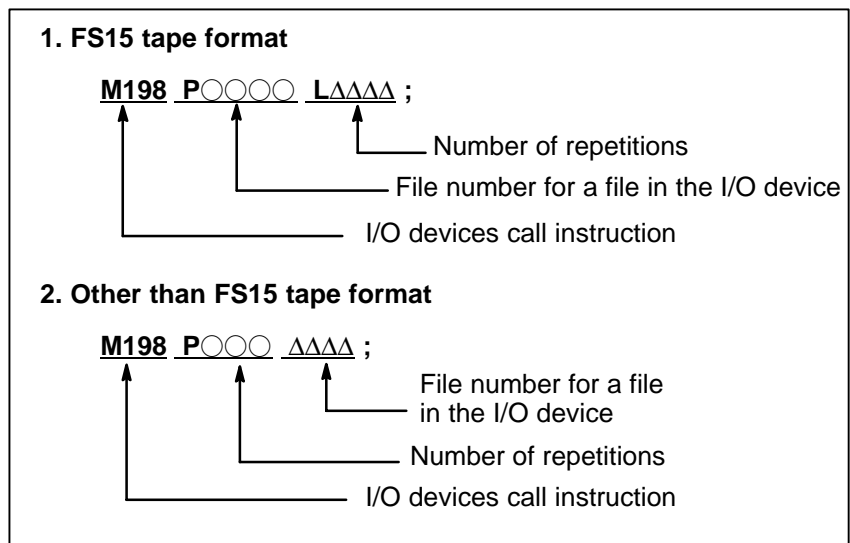 1. FS15 tape format
M198 P○○○○ L∆∆∆∆ ;
Number of repetitions
File number for a file in the I/O device
I/O devices call instruction
2. Other than FS15 tape format
M198 P○○○ ∆∆∆∆ ;
File number for a file
in the I/O device
Number of repetitions
I/O devices call instruction